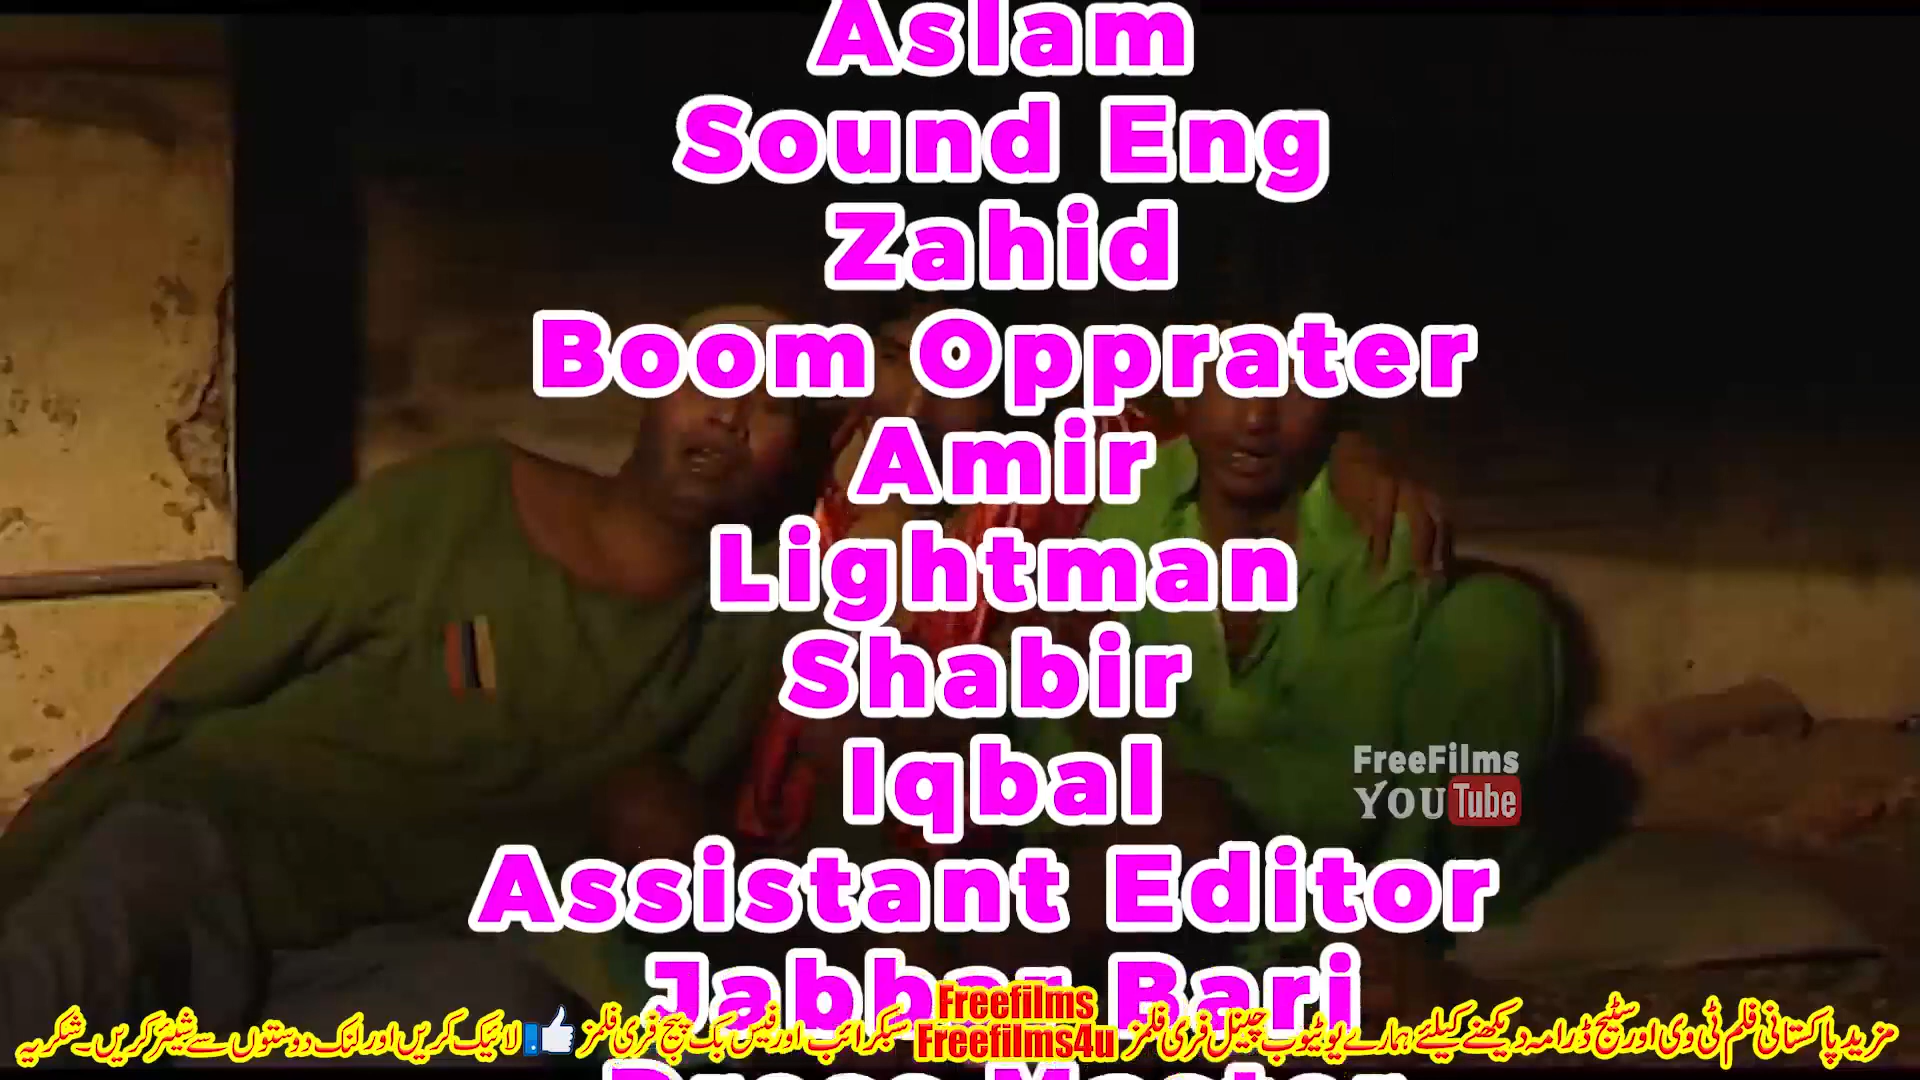 Aslam
Sound Eng
Zahid
Boom Opprater
Amir
Lightman
Shabir
Iqbal
Assistant Editor
Jabbar Bari
FreeFilms
YOU Tube
Freefilms
مزید پاکستانی فلم ٹی وی اور سٹیج ڈرامہ دیکھنے کیلئے ہمارے یوٹیوب چینل فری فلمز Freefilms4u سبکرائب اور فیس بک پیج فری فلمز لائیک کریں اور لنک دوستوں سے شیئر کریں۔ شکریہ